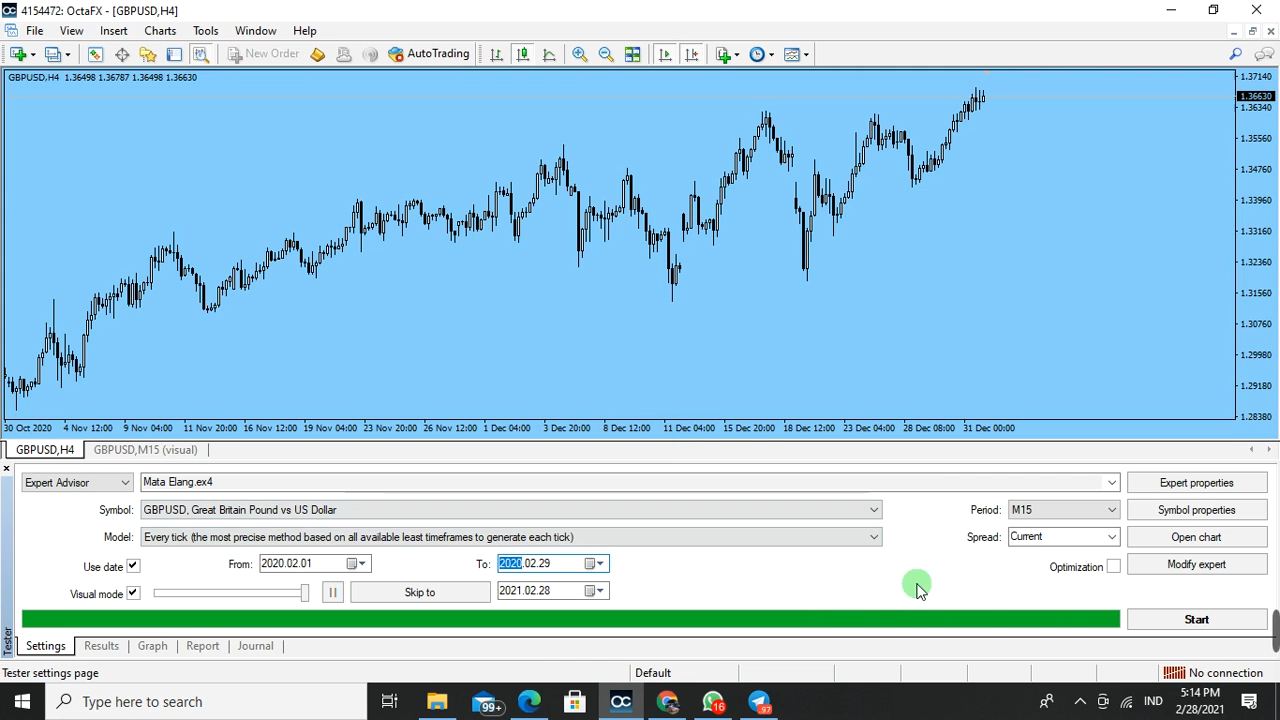 4154472: OctaFX - [GBPUSD,H4]
File View Insert Charts Tools Window Help
New Order AutoTrading
GBPUSD,H4 1.36498 1.36787 1.36498 1.36630
1.37140
1.36630
1.36340
1.35560
1.34760
1.33960
1.33160
1.32360
1.31560
1.30760
1.29980
1.29180
1.28380
30 Oct 2020 4 Nov 12:00 9 Nov 04:00 11 Nov 20:00 16 Nov 12:00 19 Nov 04:00 23 Nov 20:00 26 Nov 12:00 1 Dec 04:00 3 Dec 20:00 8 Dec 12:00 11 Dec 04:00 15 Dec 20:00 18 Dec 12:00 23 Dec 04:00 28 Dec 08:00 31 Dec 00:00
GBPUSD,H4 GBPUSD,M15 (visual)
Expert Advisor Mata Elang.ex4 Expert properties
Symbol: GBPUSD, Great Britain Pound vs US Dollar Period: M15 Symbol properties
Model: Every tick (the most precise method based on all available least timeframes to generate each tick) Spread: Current Open chart
Use date From: 2020.02.01 To: 2020.02.29 Optimization Modify expert
Visual mode Skip to 2021.02.28
Start
Settings Results Graph Report Journal
Tester
Tester settings page Default No connection
Type here to search 99+ 16 97 IND 5:14 PM
2/28/2021